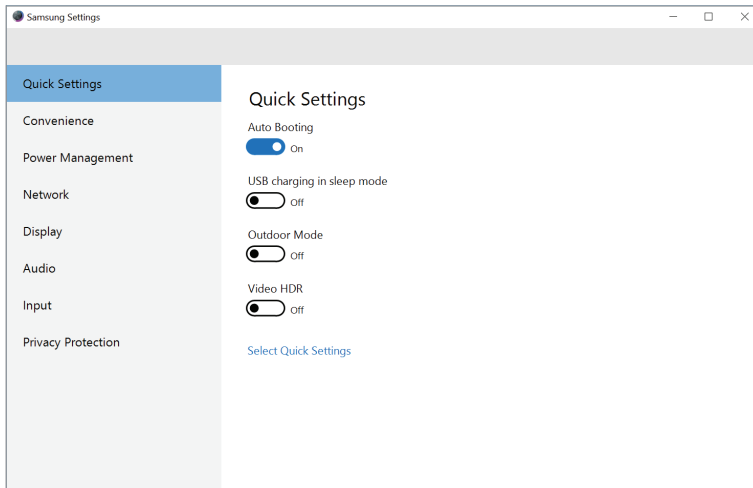 Samsung Settings
Quick Settings
Convenience
Power Management
Network
Display
Audio
Input
Privacy Protection
Quick Settings
Auto Booting
On
USB charging in sleep mode
Off
Outdoor Mode
Off
Video HDR
Off
Select Quick Settings